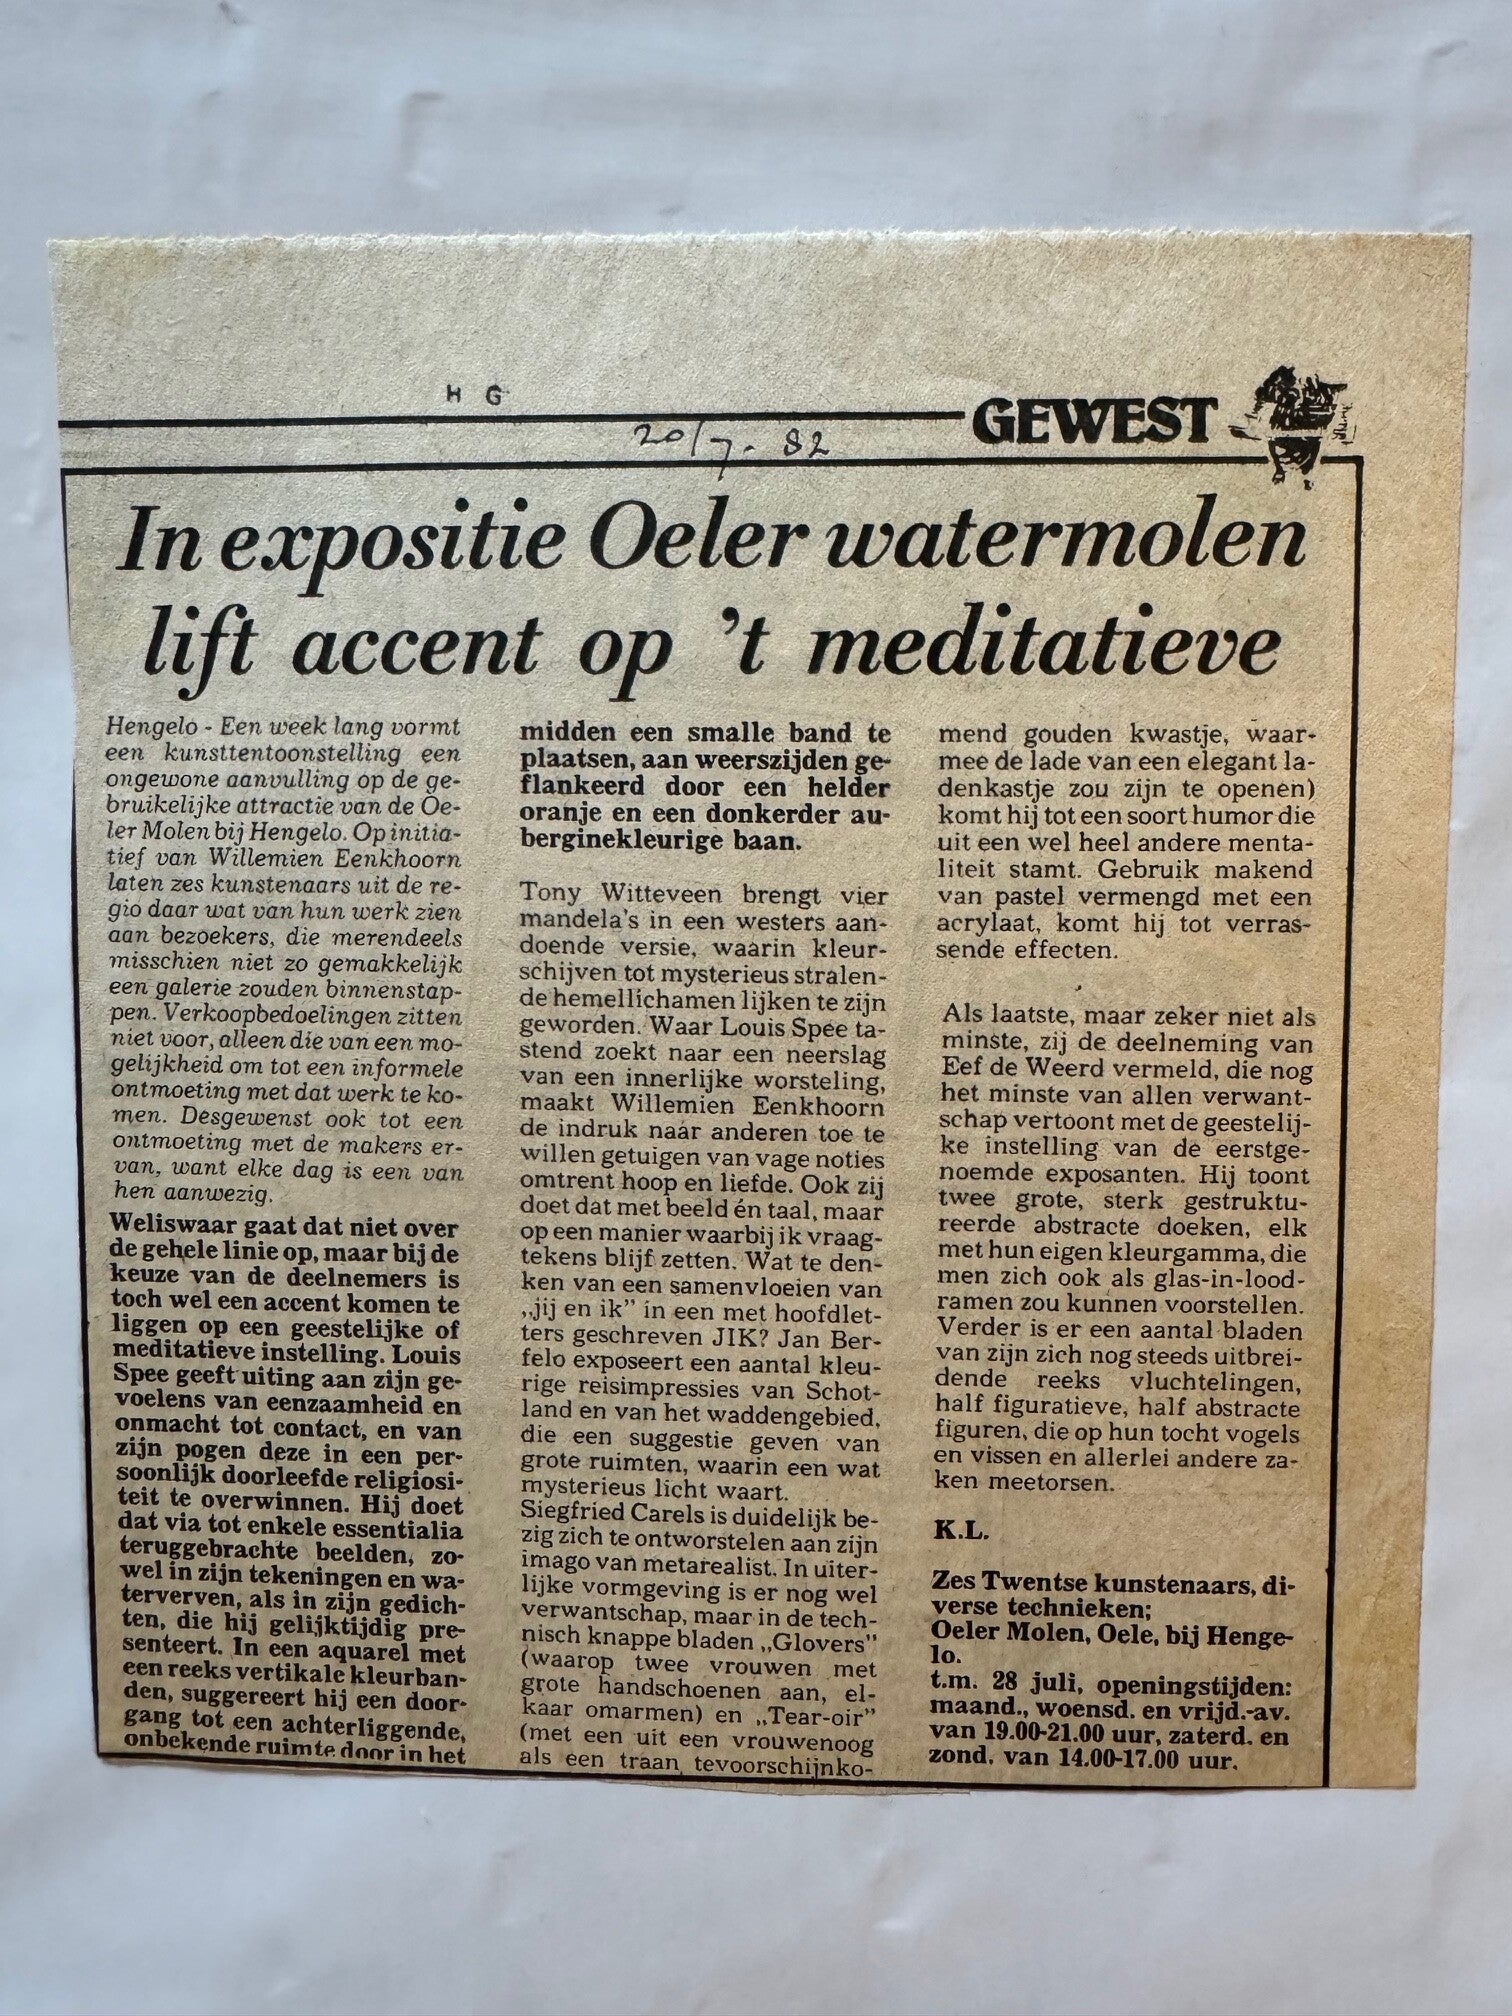 H G
GEWEST
20/7. 82
In expositie Oeler watermolen
lift accent op 't meditatieve
Hengelo - Een week lang vormt
een kunsttentoonstelling een
ongewone aanvulling op de ge-
bruikelijke attractie van de Oe-
ler Molen bij Hengelo. Op initia-
tief van Willemien Eenkhoorn
laten zes kunstenaars uit de re-
gio daar wat van hun werk zien
aan bezoekers, die merendeels
misschien niet zo gemakkelijk
een galerie zouden binnenstap-
pen. Verkoopbedoelingen zitten
niet voor, alleen die van een mo-
gelijkheid om tot een informele
ontmoeting met dat werk te ko-
men. Desgewenst ook tot een
ontmoeting met de makers er-
van, want elke dag is een van
hen aanwezig.
Weliswaar gaat dat niet over
de gehele linie op, maar bij de
keuze van de deelnemers is
toch wel een accent komen te
liggen op een geestelijke of
meditatieve instelling. Louis
Spee geeft uiting aan zijn ge-
voelens van eenzaamheid en
onmacht tot contact, en van
zijn pogen deze in een per-
soonlijk doorleefde religiosi-
teit te overwinnen. Hij doet
dat via tot enkele essentialia
teruggebrachte beelden, zo-
wel in zijn tekeningen en wa-
terverven, als in zijn gedich-
ten, die hij gelijktijdig pre-
senteert. In een aquarel met
een reeks vertikale kleurban-
den, suggereert hij een door-
gang tot een achterliggende,
onbekende ruimte door in het
midden een smalle band te
plaatsen, aan weerszijden ge-
flankeerd door een helder
oranje en een donkerder au-
berginekleurige baan.
Tony Witteveen brengt vier
mandela's in een westers aan-
doende versie, waarin kleur-
schijven tot mysterieus stralen-
de hemellichamen lijken te zijn
geworden. Waar Louis Spee ta-
stend zoekt naar een neerslag
van een innerlijke worsteling,
maakt Willemien Eenkhoorn
de indruk naar anderen toe te
willen getuigen van vage noties
omtrent hoop en liefde. Ook zij
doet dat met beeld én taal, maar
op een manier waarbij ik vraag-
tekens blijf zetten. Wat te den-
ken van een samenvloeien van
„jij en ik” in een met hoofdlet-
ters geschreven JIK? Jan Ber-
felo exposeert een aantal kleu-
rige reisimpressies van Schot-
land en van het waddengebied,
die een suggestie geven van
grote ruimten, waarin een wat
mysterieus licht waart.
Siegfried Carels is duidelijk be-
zig zich te ontworstelen aan zijn
imago van metarealist. In uiter-
lijke vormgeving is er nog wel
verwantschap, maar in de tech-
nisch knappe bladen „Glovers”
(waarop twee vrouwen met
grote handschoenen aan, el-
kaar omarmen) en „Tear-oir”
(met een uit een vrouwenoog
als een traan tevoorschijnko-
mend gouden kwastje, waar-
mee de lade van een elegant la-
denkastje zou zijn te openen)
komt hij tot een soort humor die
uit een wel heel andere menta-
liteit stamt. Gebruik makend
van pastel vermengd met een
acrylaat, komt hij tot verras-
sende effecten.
Als laatste, maar zeker niet als
minste, zij de deelneming van
Eef de Weerd vermeld, die nog
het minste van allen verwant-
schap vertoont met de geestelij-
ke instelling van de eerstge-
noemde exposanten. Hij toont
twee grote, sterk gestruktu-
reerde abstracte doeken, elk
met hun eigen kleurgamma, die
men zich ook als glas-in-lood-
ramen zou kunnen voorstellen.
Verder is er een aantal bladen
van zijn zich nog steeds uitbrei-
dende reeks vluchtelingen,
half figuratieve, half abstracte
figuren, die op hun tocht vogels
en vissen en allerlei andere za-
ken meetorsen.
K.L.
Zes Twentse kunstenaars, di-
verse technieken;
Oeler Molen, Oele, bij Henge-
lo.
t.m. 28 juli, openingstijden:
maand., woensd. en vrijd.-av.
van 19.00-21.00 uur, zaterd. en
zond. van 14.00-17.00 uur.